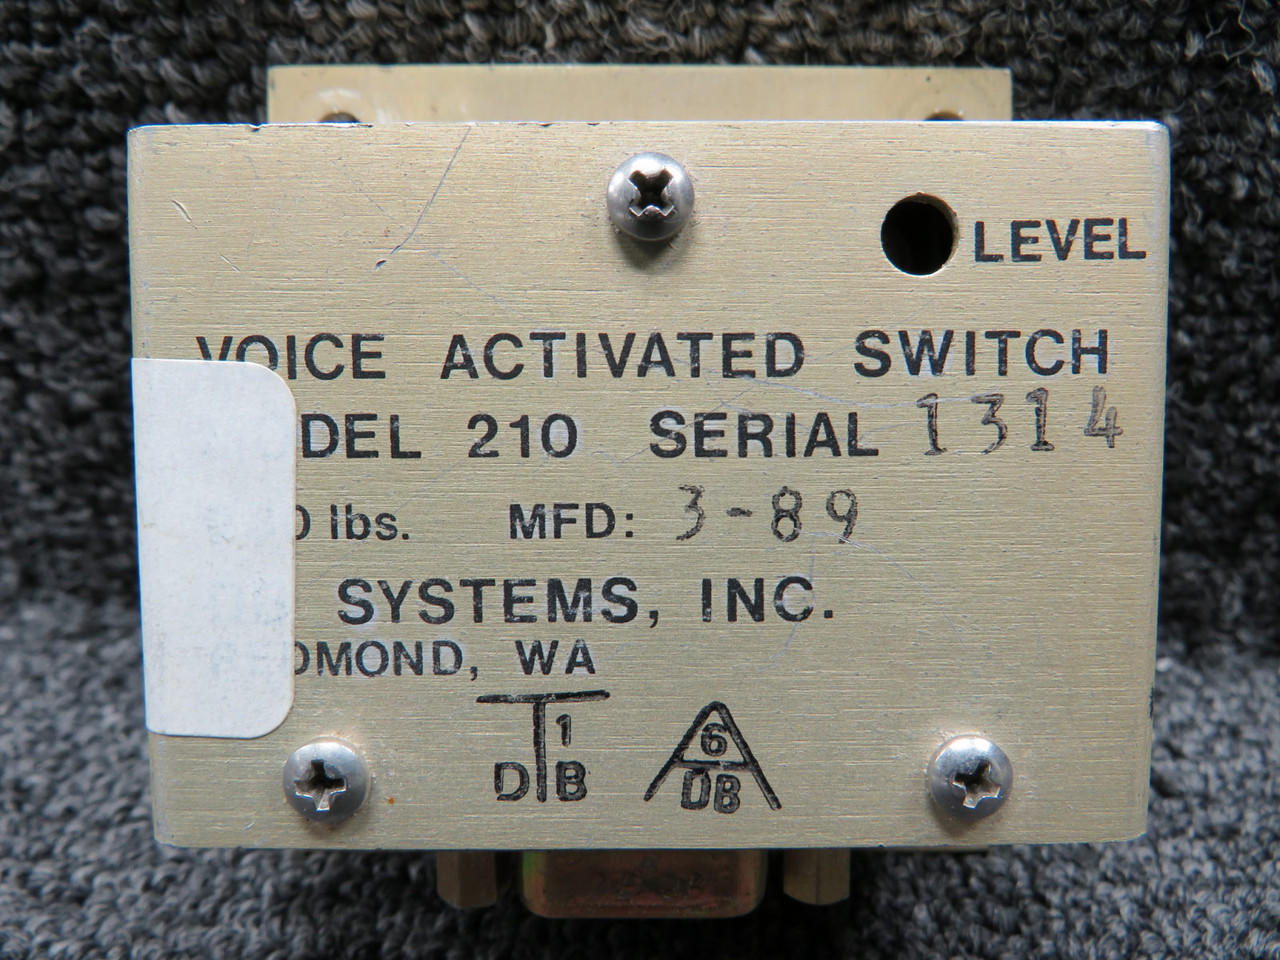 LEVEL
VOICE ACTIVATED SWITCH
DEL 210 SERIAL 1314
0 lbs. MFD: 3-89
SYSTEMS, INC.
DMOND, WA
1 6
D B DB